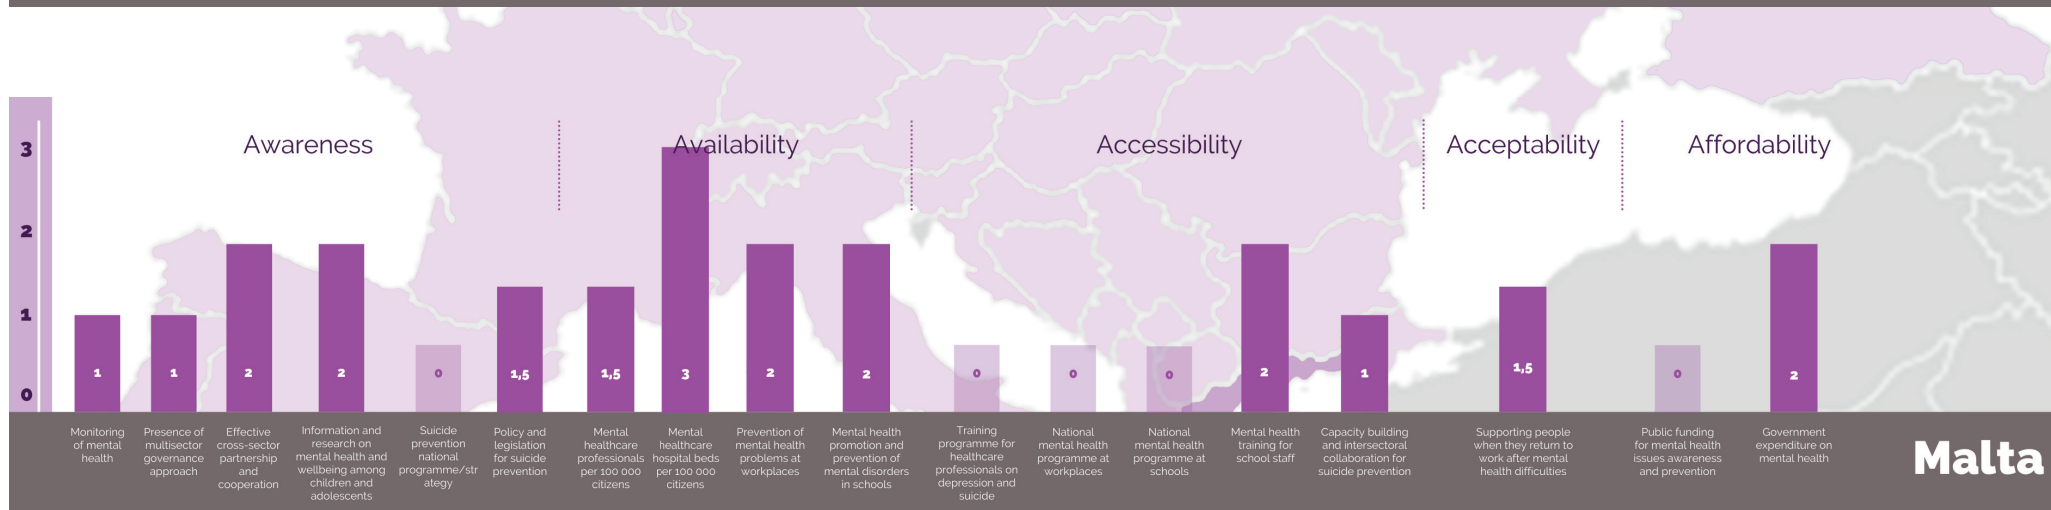 Awareness
Availability
Accessibility
Acceptability
Affordability
3
2
1
0
1
1
2
2
0
1,5
1,5
3
2
2
0
0
0
2
1
1,5
0
2
Monitoring
of mental
health
Presence of
multisector
governance
approach
Effective
cross-sector
partnership
and
cooperation
Information and
research on
mental health and
wellbeing among
children and
adolescents
Suicide
prevention
national
programme/str
ategy
Policy and
legislation
for suicide
prevention
Mental
healthcare
professionals
per 100 000
citizens
Mental
healthcare
hospital beds
per 100 000
citizens
Prevention of
mental health
problems at
workplaces
Mental health
promotion and
prevention of
mental disorders
in schools
Training
programme for
healthcare
professionals on
depression and
suicide
National
mental health
programme at
workplaces
National
mental health
programme at
schools
Mental health
training for
school staff
Capacity building
and intersectoral
collaboration for
suicide prevention
Supporting people
when they return to
work after mental
health difficulties
Public funding
for mental health
issues awareness
and prevention
Government
expenditure on
mental health
Malta